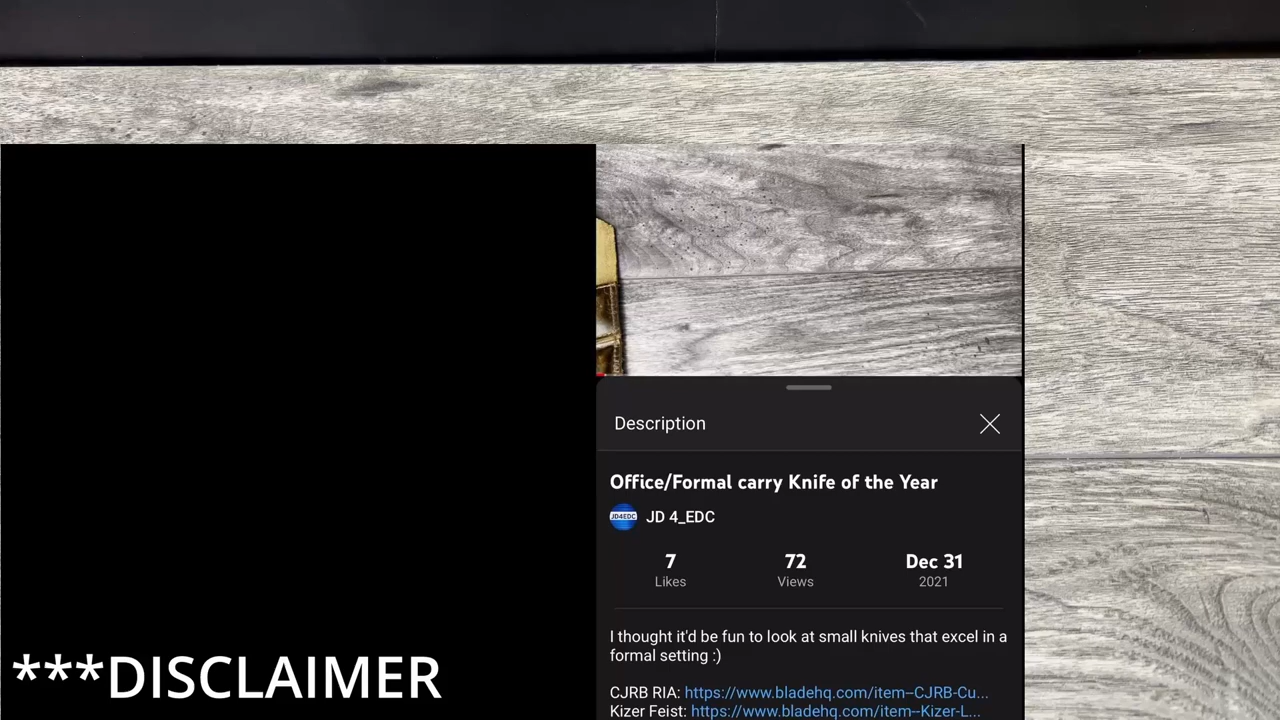 Description
Office/Formal carry Knife of the Year
JD4EDC
JD 4_EDC
7
72
Dec 31
Likes
Views
2021
I thought it'd be fun to look at small knives that excel in a
formal setting :)
CJRB RIA: https://www.bladehq.com/item--CJRB-Cu...
Kizer Feist: https://www.bladehq.com/item--Kizer-L...
***DISCLAIMER